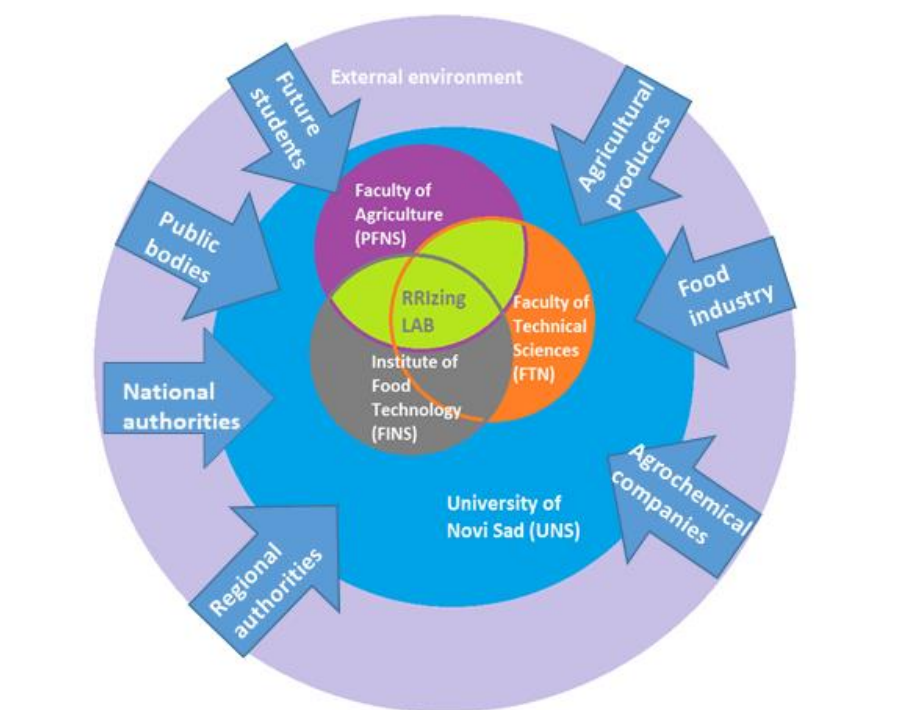 External environment
Future
students
Agricultural
producers
Faculty of
Agriculture
(PFNS)
Public
bodies
Food
industry
RRIzing
LAB
Faculty of
Technical
Sciences
(FTN)
Institute of
Food
Technology
(FINS)
National
authorities
Agrochemical
companies
University of
Novi Sad (UNS)
Regional
authorities